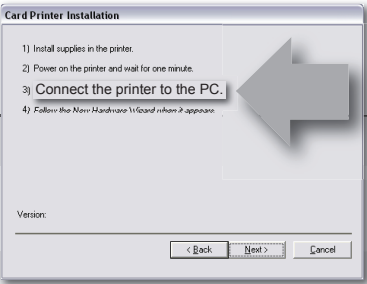 Card Printer Installation
1) Install supplies in the printer.
2) Power on the printer and wait for one minute.
3) Connect the printer to the PC.
4) Follow the New Hardware Wizard when it appears.
Version:
< Back Next > Cancel